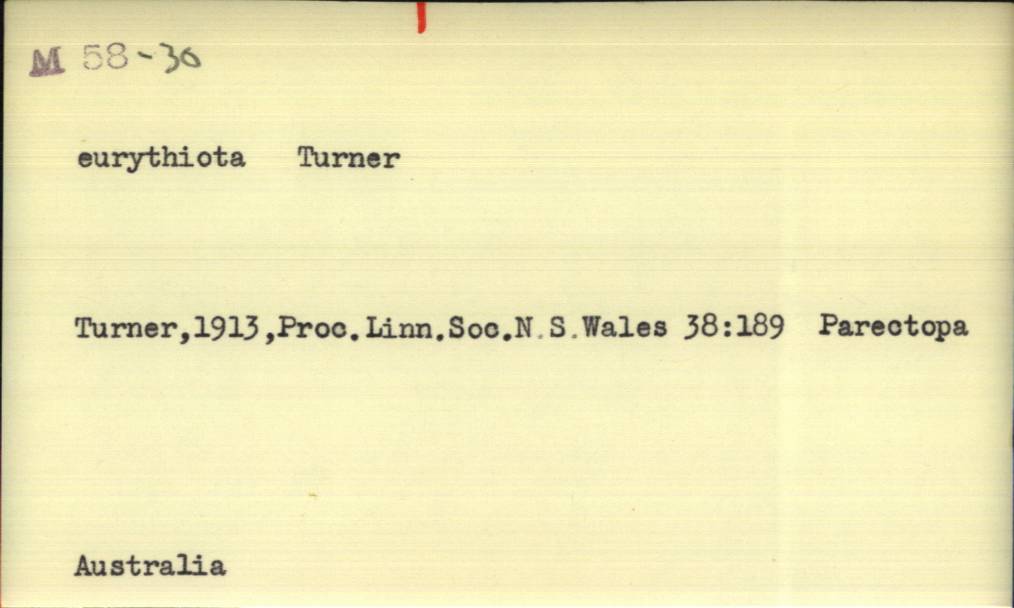 M 58-30
eurythiota Turner
Turner,1913,Proc.Linn.Soc.N.S.Wales 38:189 Parectopa
Australia